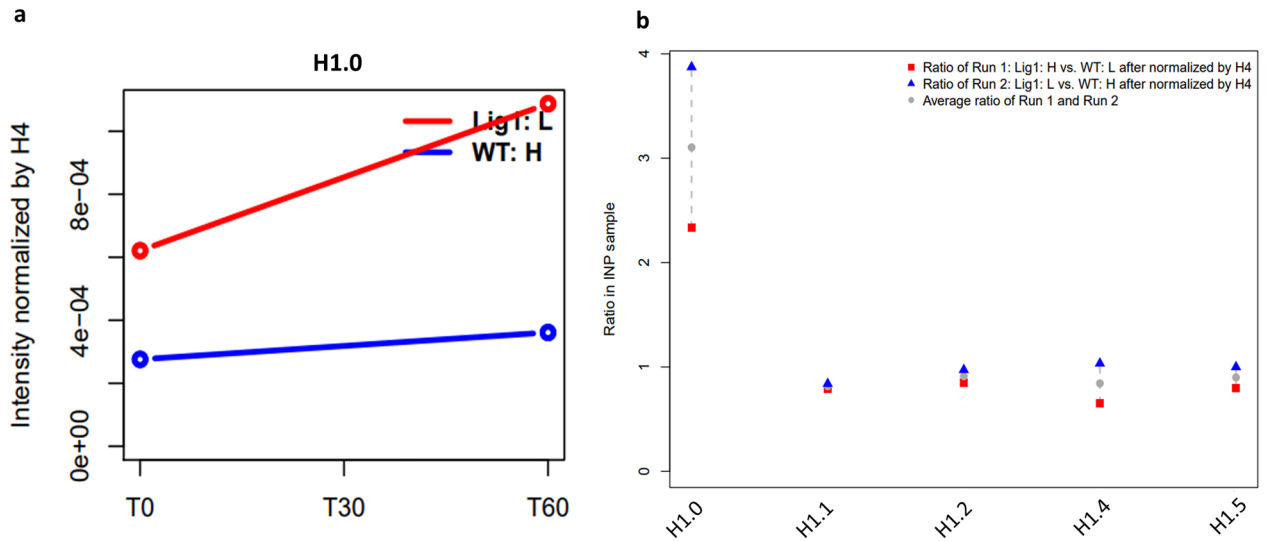 a
H1.0
Intensity normalized by H4
8e−04
4e−04
0e+00
Lig1: L
WT: H
T0
T30
T60
b
Ratio in INP sample
4
3
2
1
0
Ratio of Run 1: Lig1: H vs. WT: L after normalized by H4
Ratio of Run 2: Lig1: L vs. WT: H after normalized by H4
Average ratio of Run 1 and Run 2
H1.0
H1.1
H1.2
H1.4
H1.5